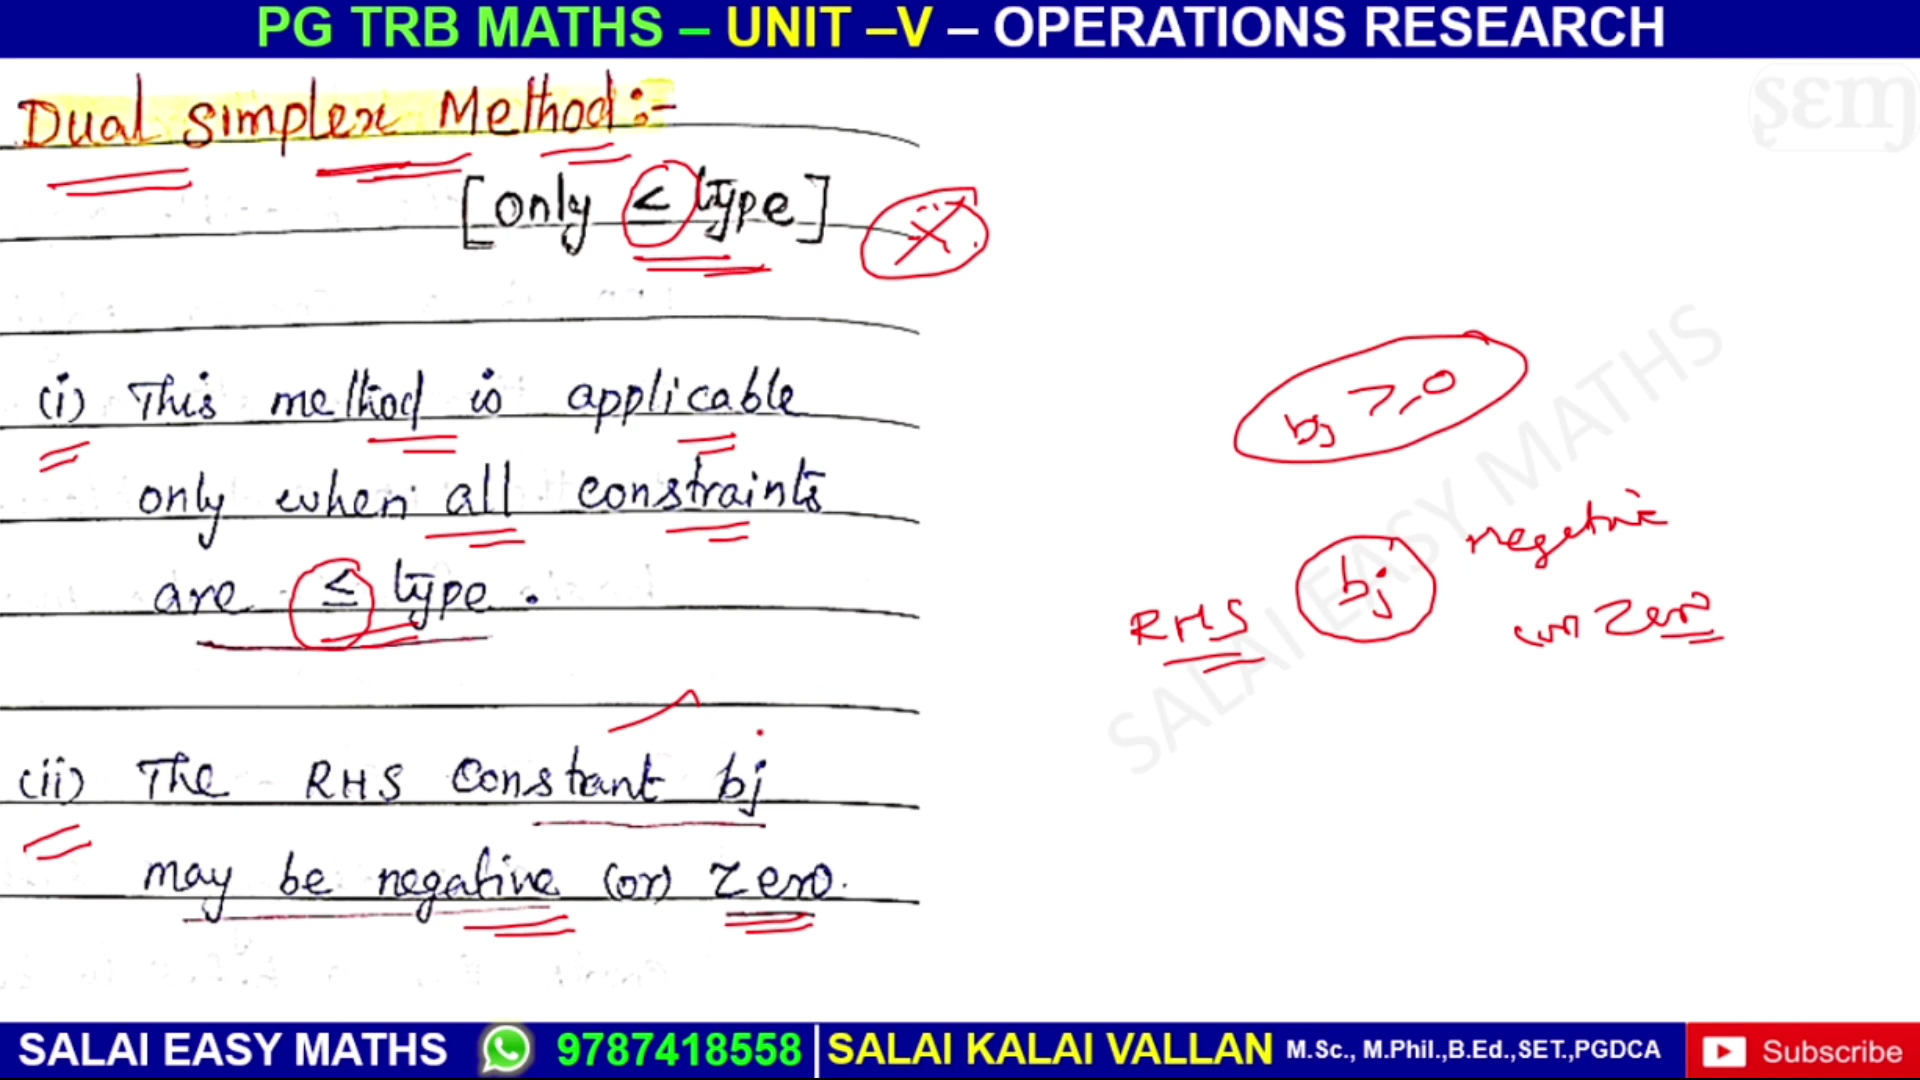 PG TRB MATHS – UNIT –V – OPERATIONS RESEARCH
sɛm
Dual Simplex Method:-
[only ≤ type]
(i) This method is applicable
only when all constraints
are ≤ type.
(ii) The RHS Constant bj
may be negative (or) Zero.
bj ≥ 0
RHS bj negative
(or) Zero
SALAI EASY MATHS
SALAI EASY MATHS 9787418558 SALAI KALAI VALLAN M.Sc., M.Phil.,B.Ed.,SET.,PGDCA Subscribe